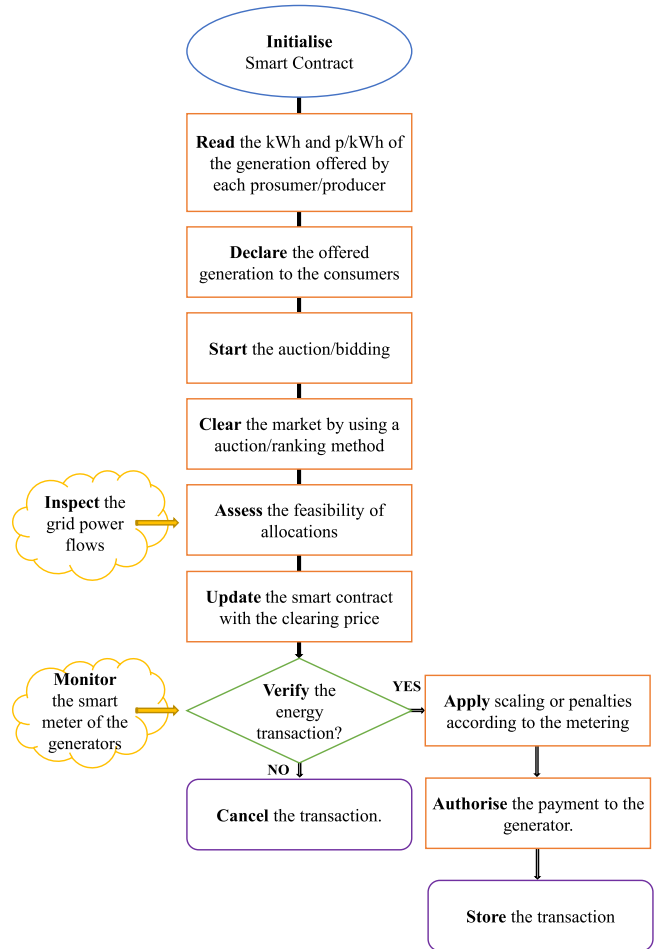 Initialise
Smart Contract
Read the kWh and p/kWh of
the generation offered by
each prosumer/producer
Declare the offered
generation to the consumers
Start the auction/bidding
Clear the market by using a
auction/ranking method
Inspect the
grid power
flows
Assess the feasibility of
allocations
Update the smart contract
with the clearing price
Monitor
the smart
meter of the
generators
Verify the
energy
transaction?
YES
Apply scaling or penalties
according to the metering
NO
Cancel the transaction.
Authorise the payment to the
generator.
Store the transaction